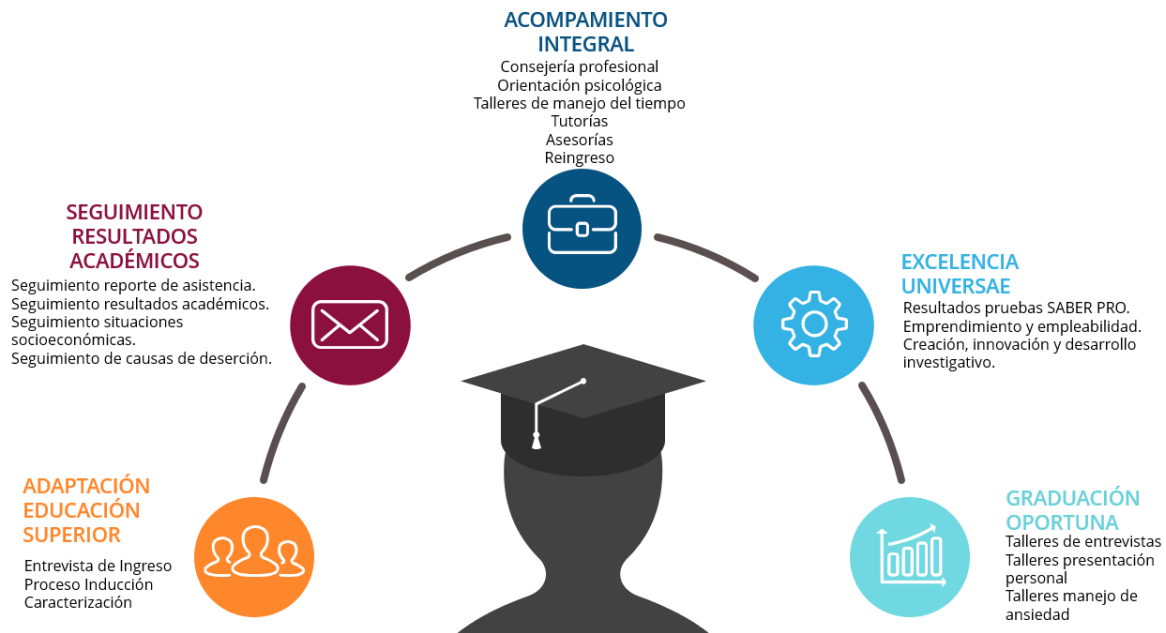 ACOMPAMIENTO
INTEGRAL
Consejería profesional
Orientación psicológica
Talleres de manejo del tiempo
Tutorías
Asesorías
Reingreso
SEGUIMIENTO
RESULTADOS
ACADÉMICOS
Seguimiento reporte de asistencia.
Seguimiento resultados académicos.
Seguimiento situaciones
socioeconómicas.
Seguimiento de causas de deserción.
EXCELENCIA
UNIVERSAE
Resultados pruebas SABER PRO.
Emprendimiento y empleabilidad.
Creación, innovación y desarrollo
investigativo.
ADAPTACIÓN
EDUCACIÓN
SUPERIOR
Entrevista de Ingreso
Proceso Inducción
Caracterización
GRADUACIÓN
OPORTUNA
Talleres de entrevistas
Talleres presentación
personal
Talleres manejo de
ansiedad